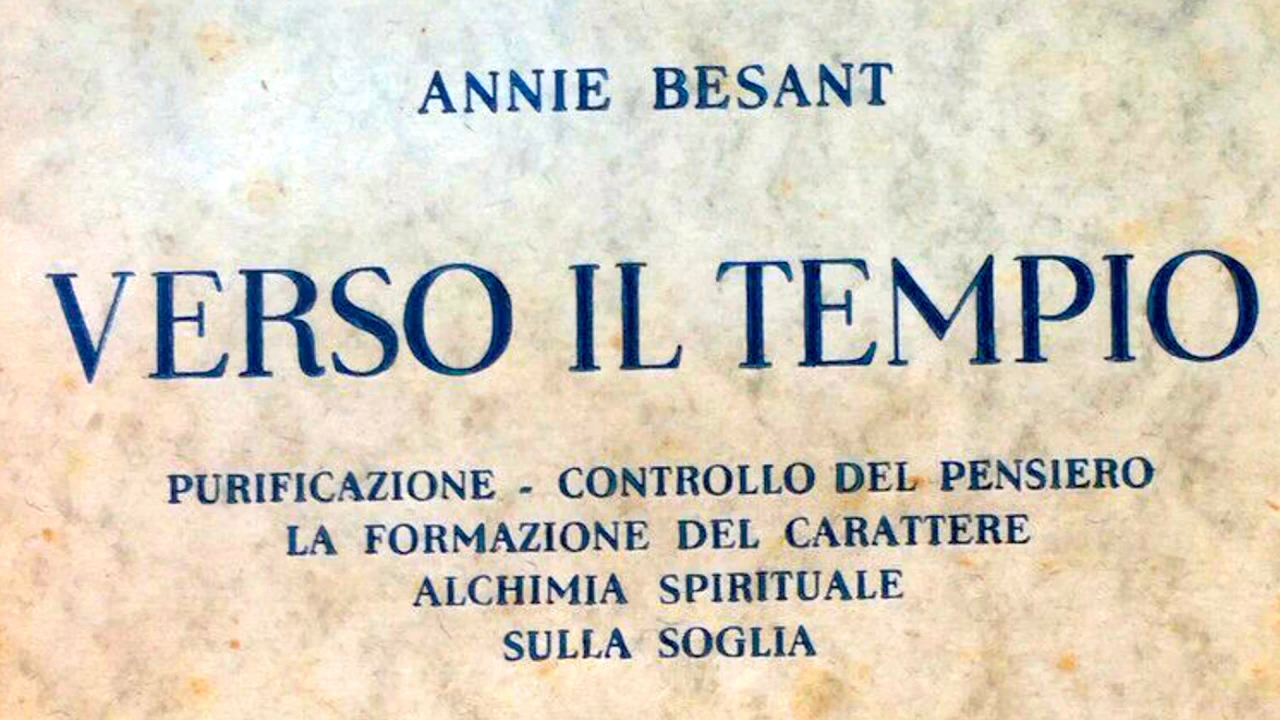 ANNIE BESANT
VERSO IL TEMPIO
PURIFICAZIONE - CONTROLLO DEL PENSIERO
LA FORMAZIONE DEL CARATTERE
ALCHIMIA SPIRITUALE
SULLA SOGLIA